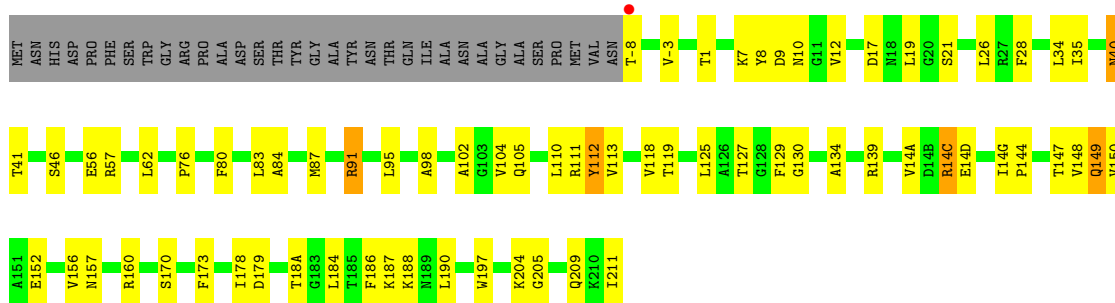 MET ASN HIS ASP PRO PHE SER TRP GLY ARG PRO ALA ASP SER THR TYR GLY ALA TYR ASN THR GLN ILE ALA ASN ALA GLY ALA SER PRO MET VAL ASN T-8 V-3 T1 K7 Y8 D9 N10 G11 V12 D17 N18 L19 G20 S21 L26 R27 F28 L34 I35 N40
T41 S46 E56 R57 L62 P76 F80 L83 A84 M87 R91 L95 A98 A102 G103 V104 Q105 L110 R111 Y112 V113 V118 T119 L125 A126 T127 G128 F129 G130 A134 R139 V14A D14B R14C E14D I14G P144 T147 V148 Q149 V150
A151 E152 V156 N157 R160 S170 F173 I178 D179 T18A G183 L184 T185 F186 K187 K188 N189 L190 W197 K204 G205 Q209 K210 I211